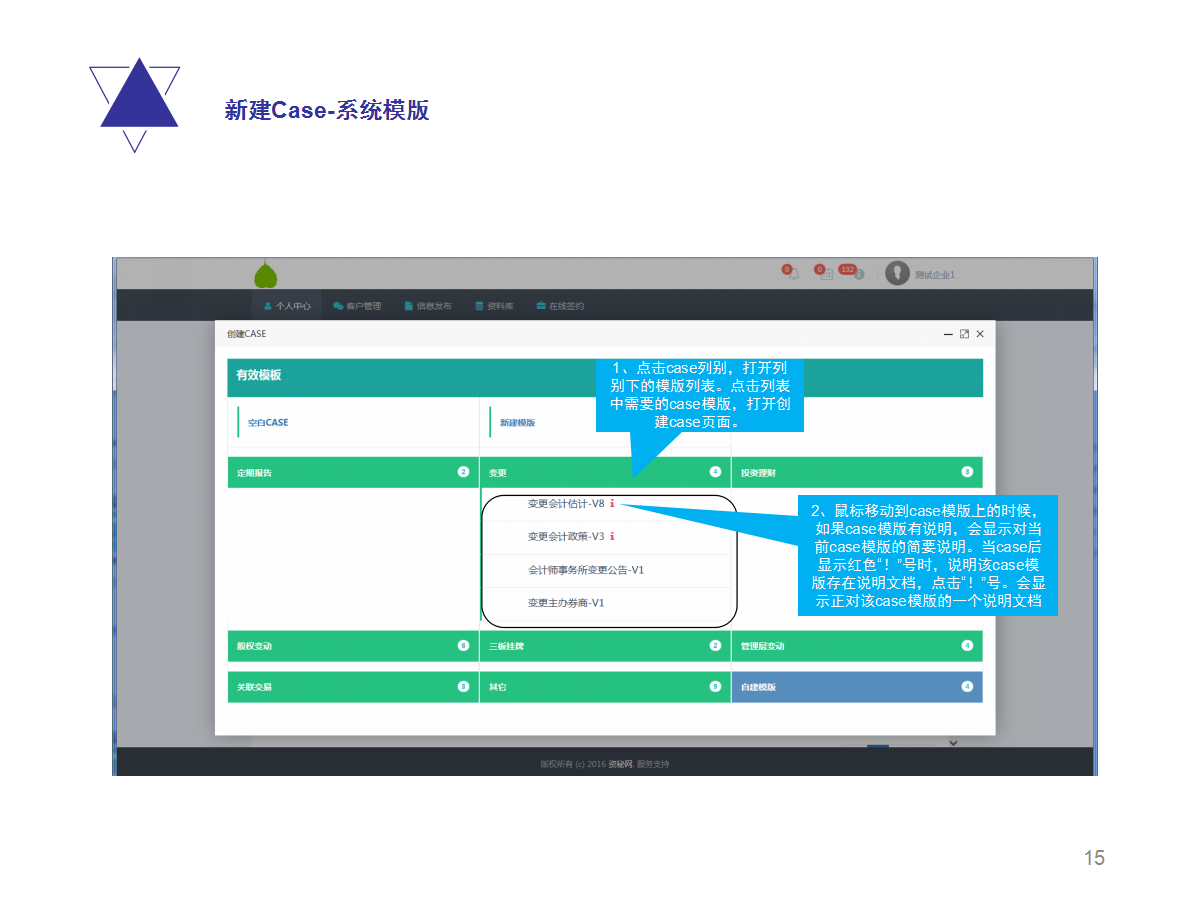 新建Case-系统模版
0
0
132
测试企业1
个人中心
客户管理
信息发布
资料库
在线签约
创建CASE
有效模板
1、点击case列别，打开列
别下的模版列表。点击列表
中需要的case模版，打开创
建case页面。
空白CASE
新建模版
定期报告
2
变更
4
投资理财
3
变更会计估计-V8
变更会计政策-V3
会计师事务所变更公告-V1
变更主办券商-V1
2、鼠标移动到case模版上的时候，
如果case模版有说明，会显示对当
前case模版的简要说明。当case后
显示红色“！”号时，说明该case模
版存在说明文档，点击“！”号。会显
示正对该case模版的一个说明文档
股权变动
6
三板挂牌
2
管理层变动
4
关联交易
3
其它
9
自建模版
4
版权所有 (c) 2016 资秘网. 服务支持
15